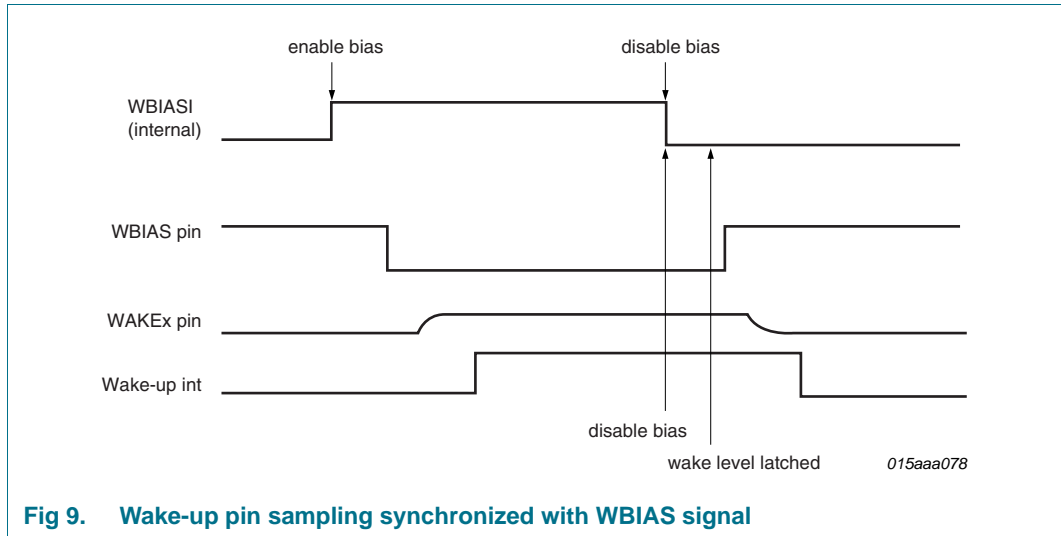 enable bias
disable bias
WBIASI
(internal)
WBIAS pin
WAKEx pin
Wake-up int
disable bias
wake level latched
015aaa078
Fig 9. Wake-up pin sampling synchronized with WBIAS signal